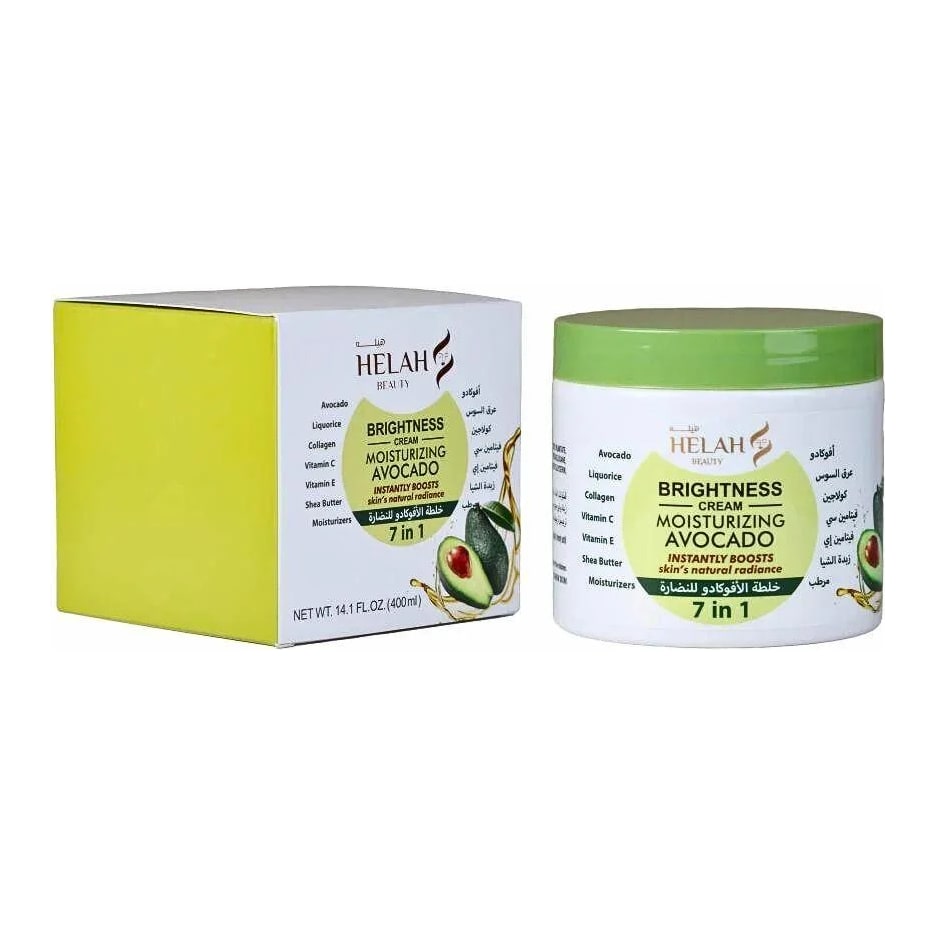 هيلة
HELAH
BEAUTY
Avocado
Liquorice
Collagen
Vitamin C
Vitamin E
Shea Butter
Moisturizers
BRIGHTNESS
CREAM
MOISTURIZING
AVOCADO
INSTANTLY BOOSTS
skin's natural radiance
خلطة الأفوكادو للنضارة
7 in 1
أفوكادو
عرق السوس
كولاجين
فيتامين سي
فيتامين إي
زبدة الشيا
مرطب
NET WT. 14.1 FL.OZ.(400ml)
هيلة
HELAH
BEAUTY
Avocado
Liquorice
Collagen
Vitamin C
Vitamin E
Shea Butter
Moisturizers
BRIGHTNESS
CREAM
MOISTURIZING
AVOCADO
INSTANTLY BOOSTS
skin's natural radiance
خلطة الأفوكادو للنضارة
7 in 1
أفوكادو
عرق السوس
كولاجين
فيتامين سي
فيتامين إي
زبدة الشيا
مرطب